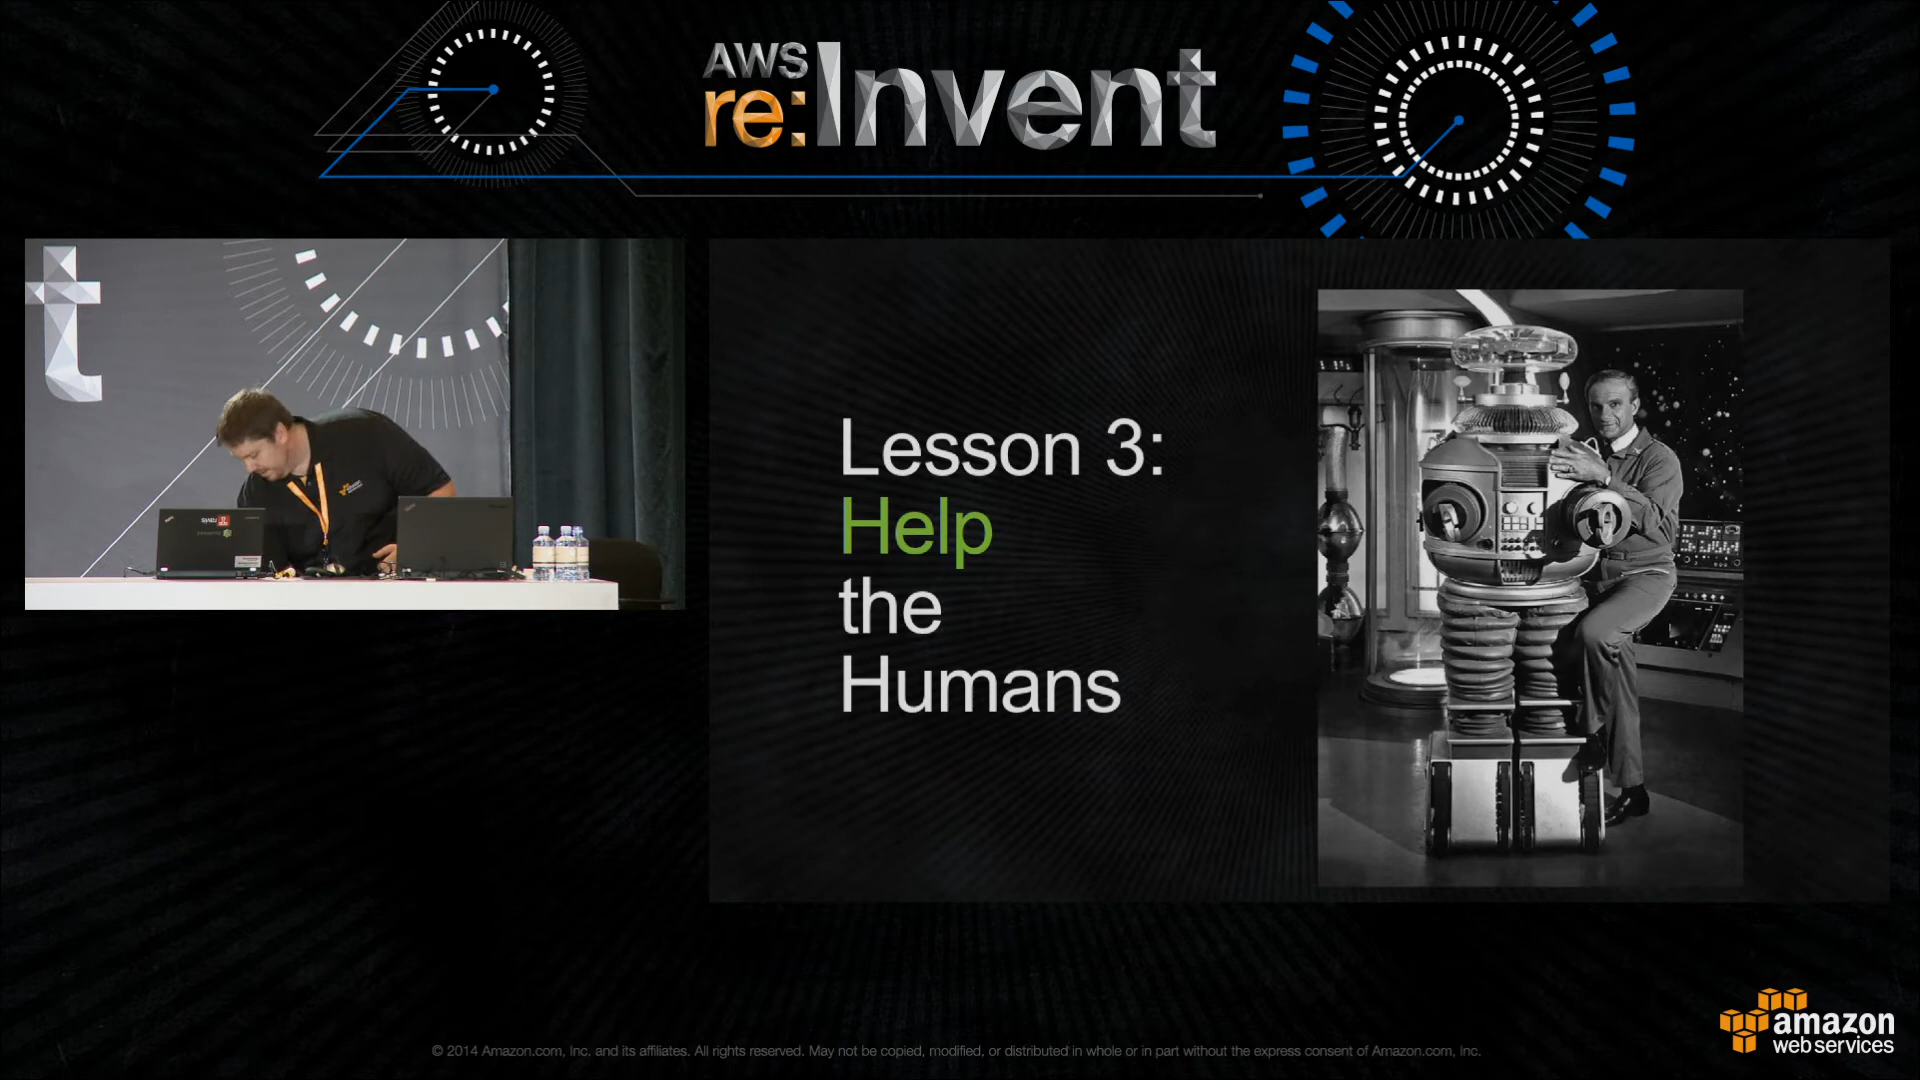 AWS
re:Invent
t
Lesson 3:
Help
the
Humans
© 2014 Amazon.com, Inc. and its affiliates. All rights reserved. May not be copied, modified, or distributed in whole or in part without the express consent of Amazon.com, Inc.
amazon
web services